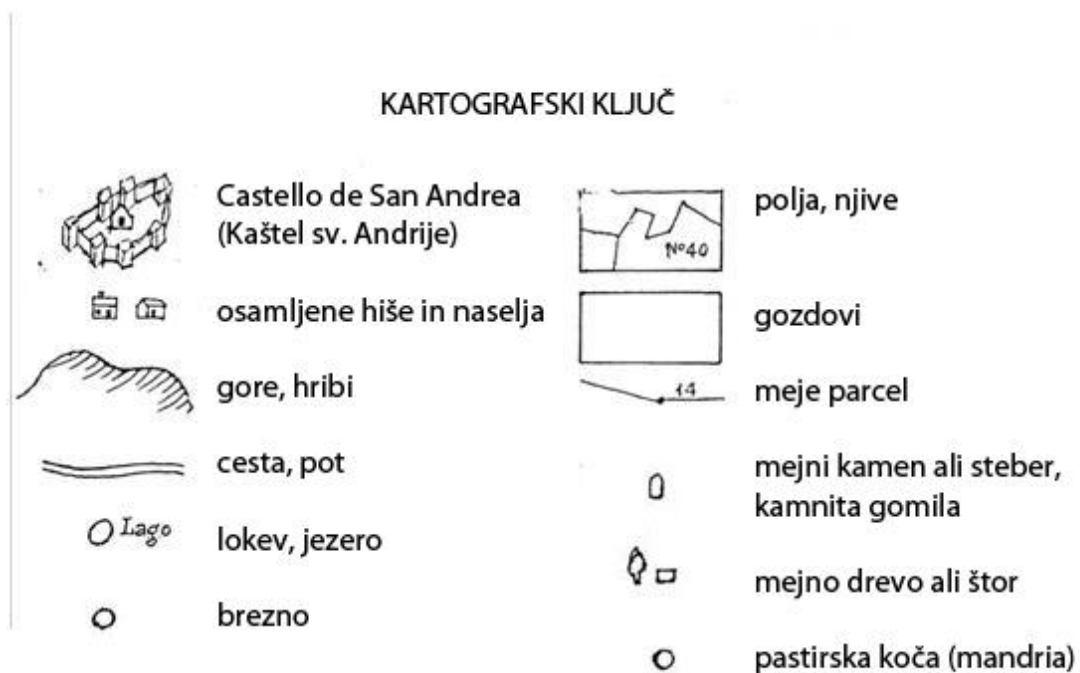 KARTOGRAFSKI KLJUČ
Castello de San Andrea
(Kaštel sv. Andrije)
osamljene hiše in naselja
gore, hribi
cesta, pot
Lago
lokev, jezero
brezno
Nº40
polja, njive
gozdovi
14
meje parcel
mejni kamen ali steber,
kamnita gomila
mejno drevo ali štor
pastirska koča (mandria)